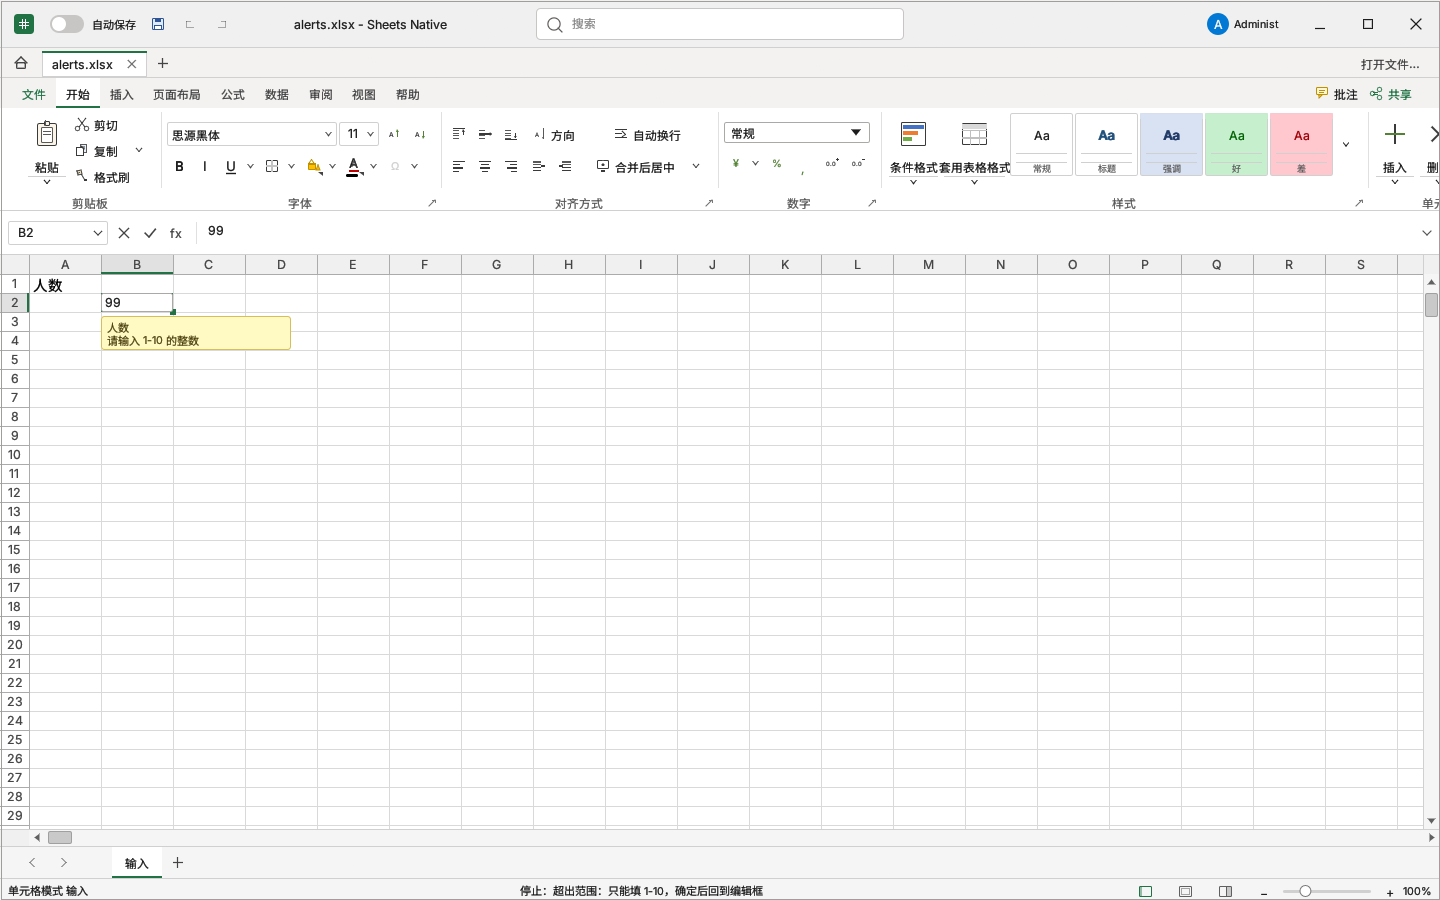 自动保存
alerts.xlsx - Sheets Native
搜索
A Administ
alerts.xlsx
打开文件...
文件 开始 插入 页面布局 公式 数据 审阅 视图 帮助
批注 共享
粘贴
剪切
复制
格式刷
剪贴板
思源黑体 11
B I U
字体
方向
自动换行
合并后居中
对齐方式
常规
¥ % ,
数字
条件格式
套用表格格式
Aa 常规
Aa 标题
Aa 强调
Aa 好
Aa 差
样式
插入
删
单元
B2
fx
99
A B C D E F G H I J K L M N O P Q R S
1 人数
2 99
3
人数
4
请输入 1-10 的整数
5
6
7
8
9
10
11
12
13
14
15
16
17
18
19
20
21
22
23
24
25
26
27
28
29
输入
单元格模式 输入
停止：超出范围：只能填 1-10，确定后回到编辑框
100%